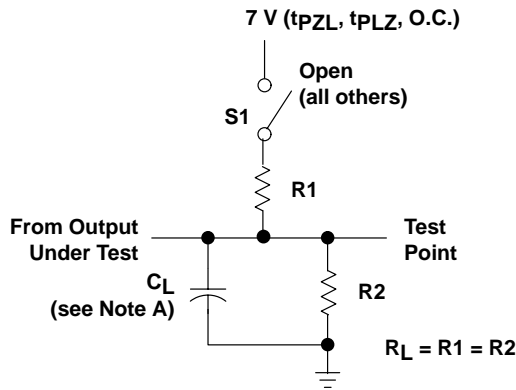 7 V (tPZL, tPLZ, O.C.)
Open
(all others)
S1
R1
From Output
Under Test
Test
Point
CL
(see Note A)
R2
RL = R1 = R2